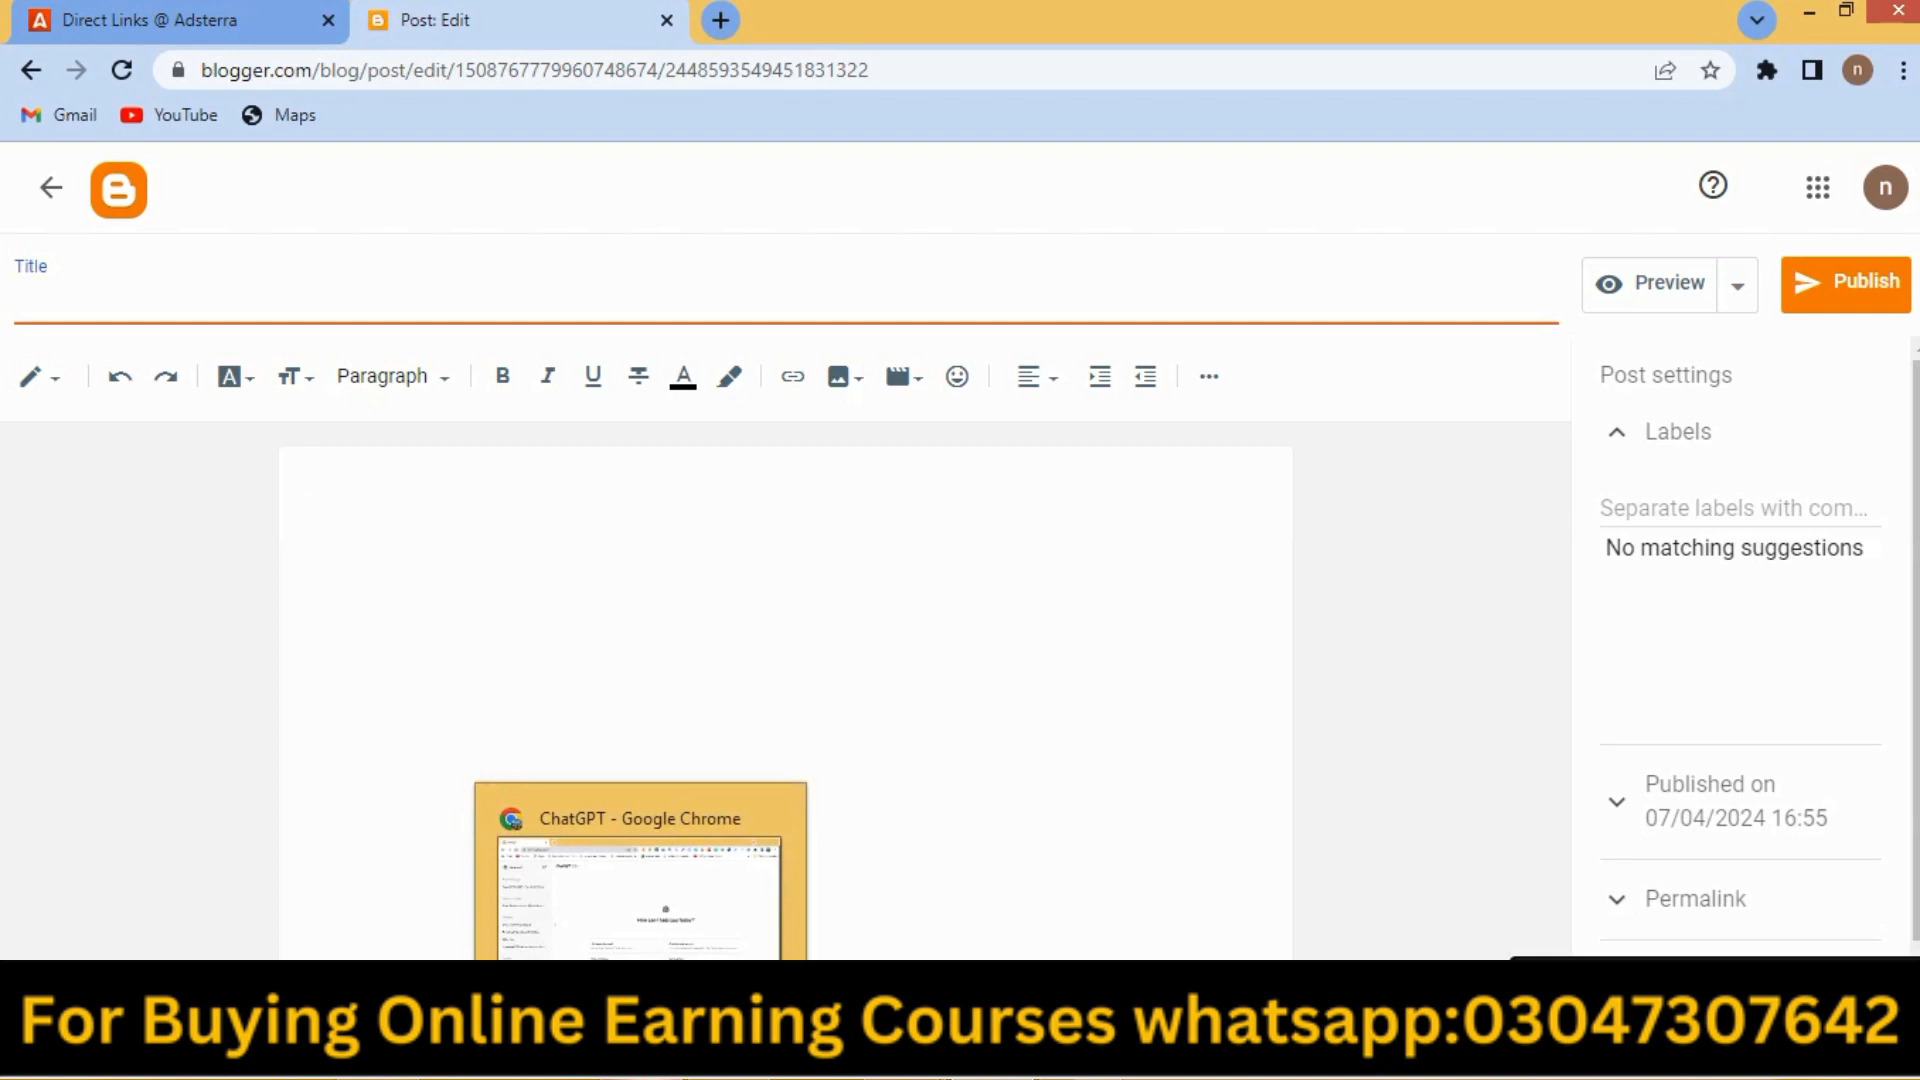 Direct Links @ Adsterra
Post: Edit
blogger.com/blog/post/edit/1508767779960748674/2448593549451831322
n
Gmail
YouTube
Maps
n
Title
Preview
Publish
Paragraph
Post settings
Labels
Separate labels with com...
No matching suggestions
Published on
07/04/2024 16:55
Permalink
ChatGPT - Google Chrome
For Buying Online Earning Courses whatsapp:03047307642